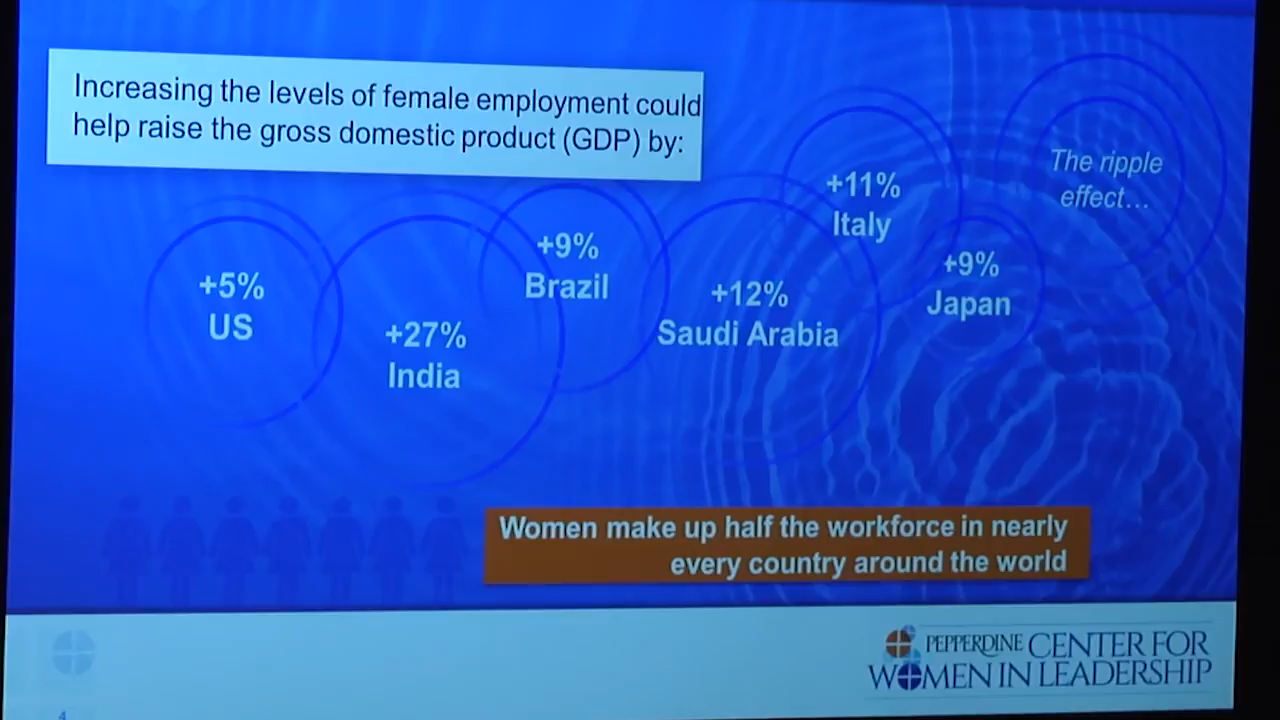 Increasing the levels of female employment could
help raise the gross domestic product (GDP) by:
+5%
US
+27%
India
+9%
Brazil
+12%
Saudi Arabia
+11%
Italy
+9%
Japan
The ripple
effect...
Women make up half the workforce in nearly
every country around the world
PEPPERDINE CENTER FOR
WOMEN IN LEADERSHIP
4